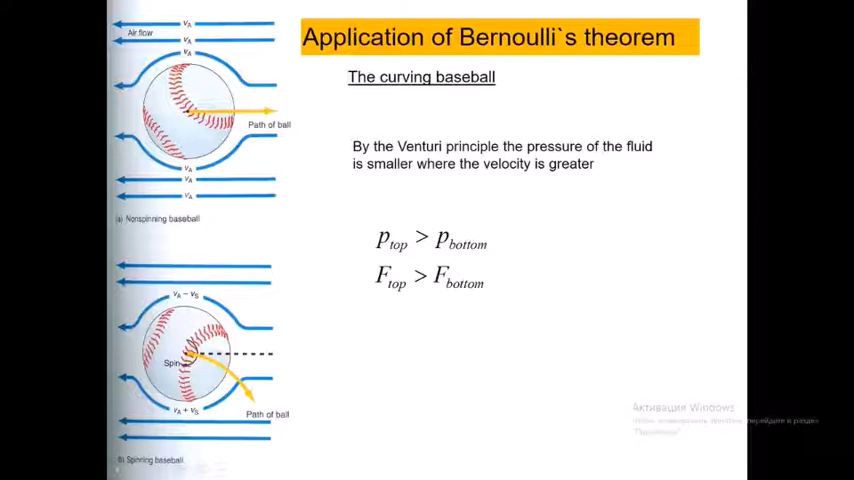 Application of Bernoulli`s theorem
The curving baseball
By the Venturi principle the pressure of the fluid
is smaller where the velocity is greater
p_top > p_bottom
F_top > F_bottom
v_A
Air flow
v_A
v_A
Path of ball
v_A
v_A
v_A
(a) Nonspinning baseball
v_A − v_S
Spin
v_A + v_S
Path of ball
(b) Spinning baseball
Активация Windows